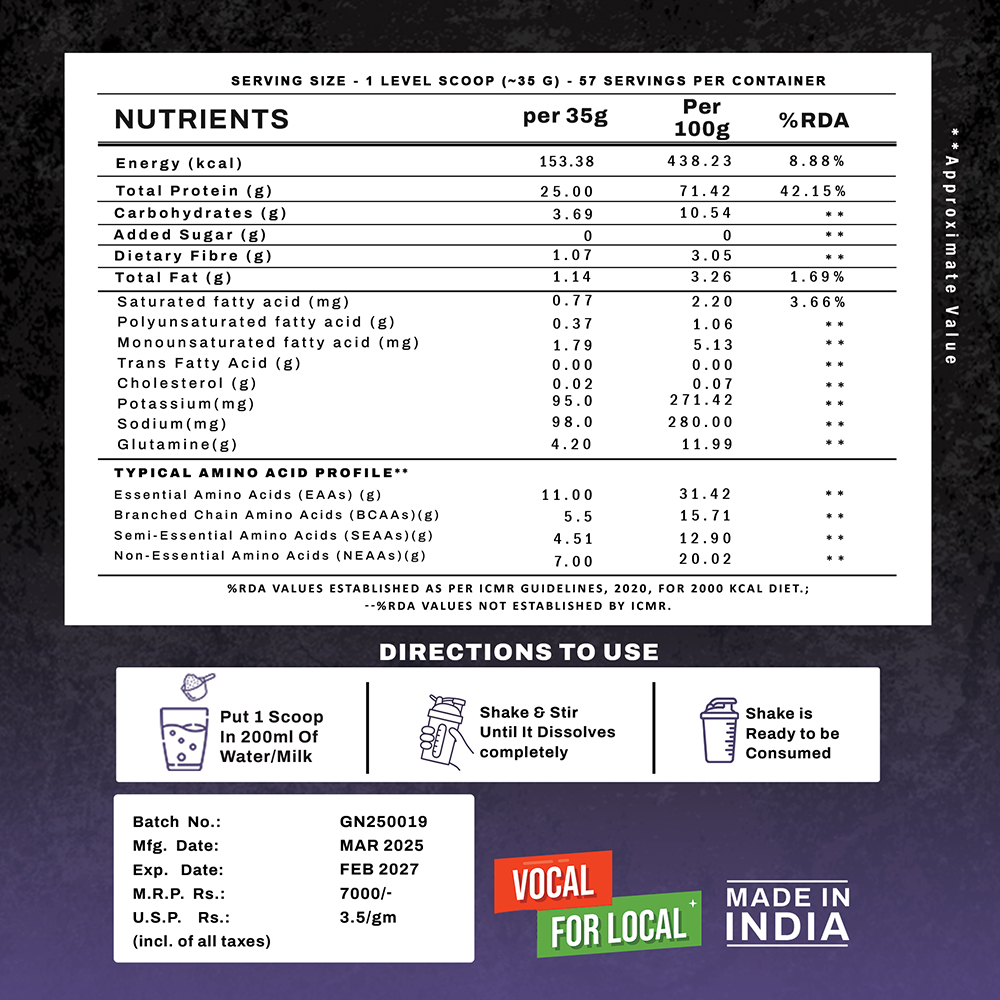 SERVING SIZE - 1 LEVEL SCOOP (~35 G) - 57 SERVINGS PER CONTAINER
NUTRIENTS per 35g Per 100g %RDA
Energy (kcal) 153.38 438.23 8.88%
Total Protein (g) 25.00 71.42 42.15%
Carbohydrates (g) 3.69 10.54 **
Added Sugar (g) 0 0 **
Dietary Fibre (g) 1.07 3.05 **
Total Fat (g) 1.14 3.26 1.69%
Saturated fatty acid (mg) 0.77 2.20 3.66%
Polyunsaturated fatty acid (g) 0.37 1.06 **
Monounsaturated fatty acid (mg) 1.79 5.13 **
Trans Fatty Acid (g) 0.00 0.00 **
Cholesterol (g) 0.02 0.07 **
Potassium(mg) 95.0 271.42 **
Sodium(mg) 98.0 280.00 **
Glutamine(g) 4.20 11.99 **
TYPICAL AMINO ACID PROFILE**
Essential Amino Acids (EAAs) (g) 11.00 31.42 **
Branched Chain Amino Acids (BCAAs)(g) 5.5 15.71 **
Semi-Essential Amino Acids (SEAAs)(g) 4.51 12.90 **
Non-Essential Amino Acids (NEAAs)(g) 7.00 20.02 **
%RDA VALUES ESTABLISHED AS PER ICMR GUIDELINES, 2020, FOR 2000 KCAL DIET.;
--%RDA VALUES NOT ESTABLISHED BY ICMR.
**Approximate Value
DIRECTIONS TO USE
Put 1 Scoop
In 200ml Of
Water/Milk
Shake & Stir
Until It Dissolves
completely
Shake is
Ready to be
Consumed
Batch No.: GN250019
Mfg. Date: MAR 2025
Exp. Date: FEB 2027
M.R.P. Rs.: 7000/-
U.S.P. Rs.: 3.5/gm
(incl. of all taxes)
VOCAL
FOR LOCAL
MADE IN
INDIA